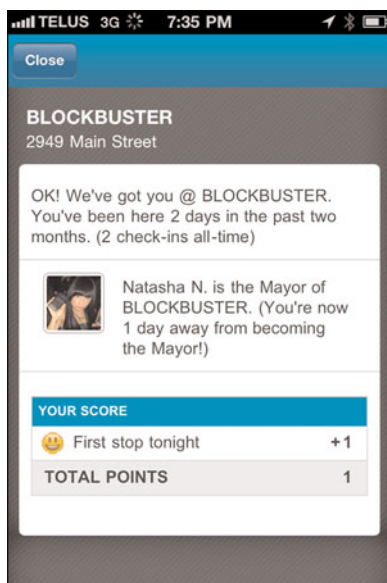 TELUS 3G 7:35 PM
Close
BLOCKBUSTER
2949 Main Street
OK! We've got you @ BLOCKBUSTER.
You've been here 2 days in the past two
months. (2 check-ins all-time)
Natasha N. is the Mayor of
BLOCKBUSTER. (You're now
1 day away from becoming
the Mayor!)
YOUR SCORE
First stop tonight +1
TOTAL POINTS 1